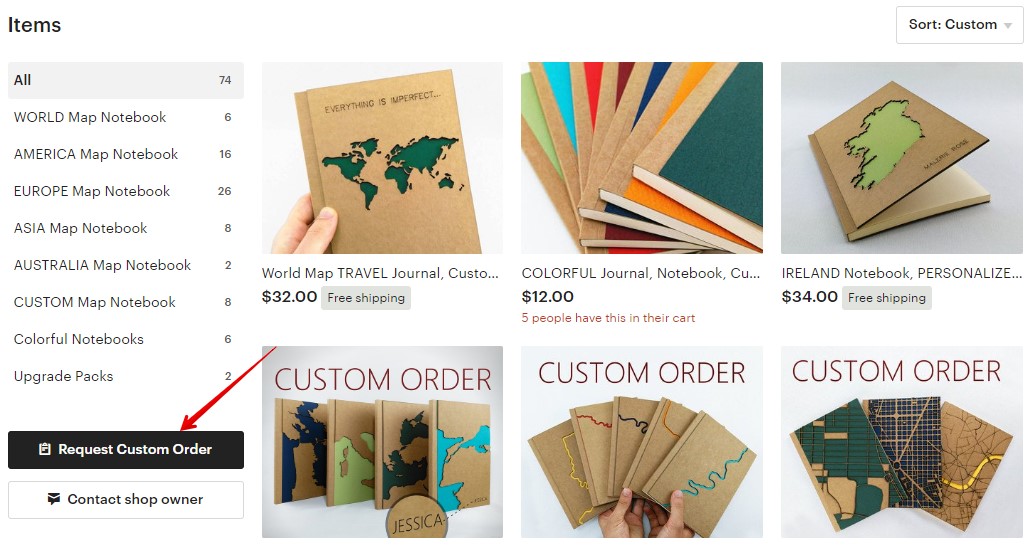 Items
Sort: Custom
All 74
WORLD Map Notebook 6
AMERICA Map Notebook 16
EUROPE Map Notebook 26
ASIA Map Notebook 8
AUSTRALIA Map Notebook 2
CUSTOM Map Notebook 8
Colorful Notebooks 6
Upgrade Packs 2
Request Custom Order
Contact shop owner
EVERYTHING IS IMPERFECT...
World Map TRAVEL Journal, Custo...
$32.00 Free shipping
COLORFUL Journal, Notebook, Cu...
$12.00
5 people have this in their cart
MALERIE ROSE
IRELAND Notebook, PERSONALIZE...
$34.00 Free shipping
CUSTOM ORDER
JESSICA
CUSTOM ORDER
CUSTOM ORDER